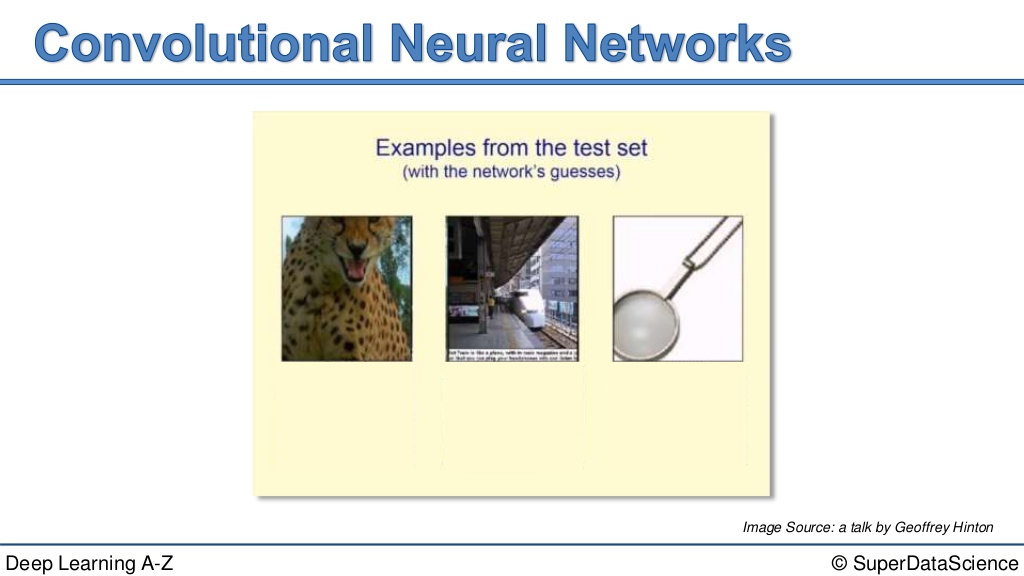 Convolutional Neural Networks
Examples from the test set
(with the network's guesses)
Image Source: a talk by Geoffrey Hinton
Deep Learning A-Z
© SuperDataScience